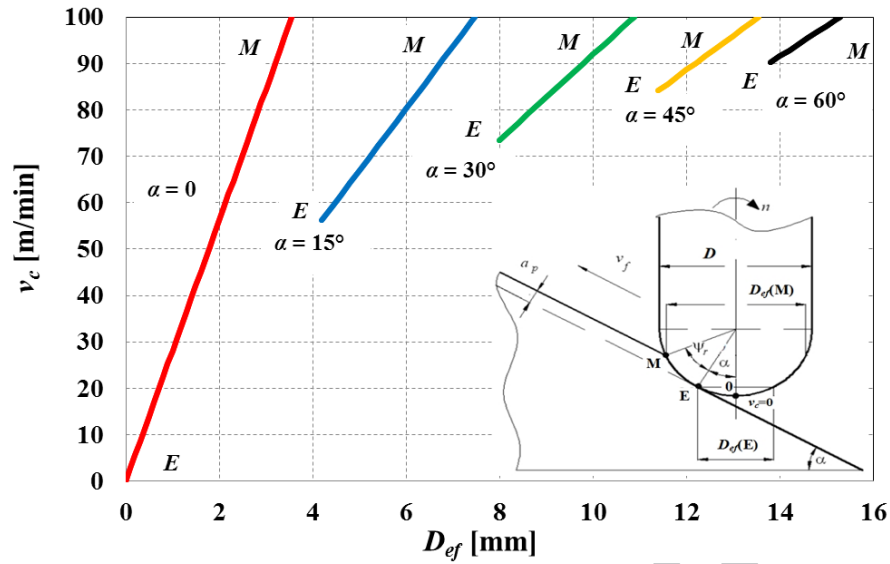 100
90
80
70
60
50
40
30
20
10
0
v_c [m/min]
M
M
M
M
M
E
α = 0
E
α = 15°
E
α = 30°
E
α = 45°
E
α = 60°
n
D
D_ef(M)
a_p
v_f
M
ψ_r
α
E
0
v_c=0
D_ef(E)
α
0 2 4 6 8 10 12 14 16
D_ef [mm]